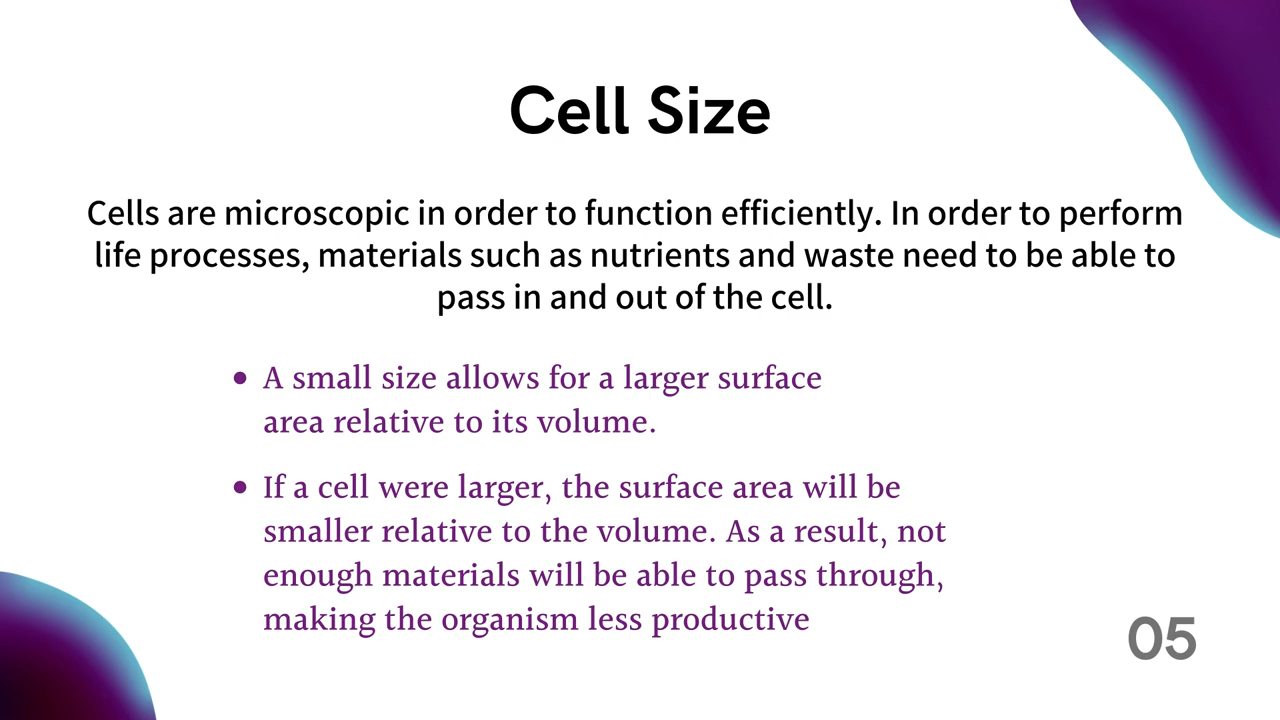 Cell Size
Cells are microscopic in order to function efficiently. In order to perform
life processes, materials such as nutrients and waste need to be able to
pass in and out of the cell.
• A small size allows for a larger surface
area relative to its volume.
• If a cell were larger, the surface area will be
smaller relative to the volume. As a result, not
enough materials will be able to pass through,
making the organism less productive
05